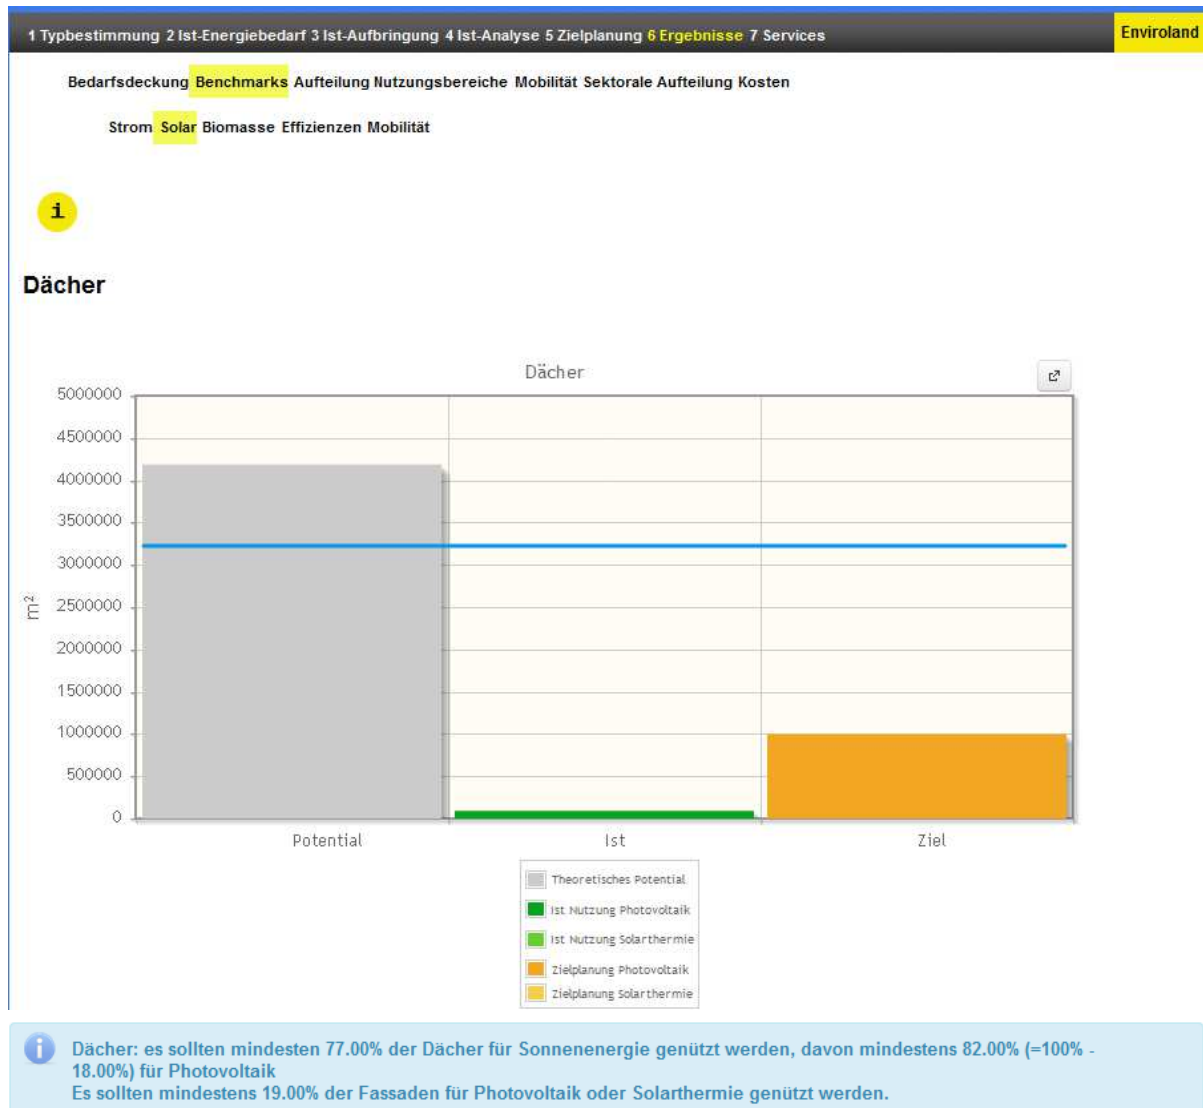 1 Typbestimmung 2 Ist-Energiebedarf 3 Ist-Aufbringung 4 Ist-Analyse 5 Zielplanung 6 Ergebnisse 7 Services
Enviroland
Bedarfsdeckung Benchmarks Aufteilung Nutzungsbereiche Mobilität Sektorale Aufteilung Kosten
Strom Solar Biomasse Effizienzen Mobilität
i
Dächer
Dächer
5000000
4500000
4000000
3500000
3000000
2500000
2000000
1500000
1000000
500000
0
m²
Potential Ist Ziel
Theoretisches Potential
Ist Nutzung Photovoltaik
Ist Nutzung Solarthermie
Zielplanung Photovoltaik
Zielplanung Solarthermie
i
Dächer: es sollten mindesten 77.00% der Dächer für Sonnenenergie genützt werden, davon mindestens 82.00% (=100% -
18.00%) für Photovoltaik
Es sollten mindestens 19.00% der Fassaden für Photovoltaik oder Solarthermie genützt werden.